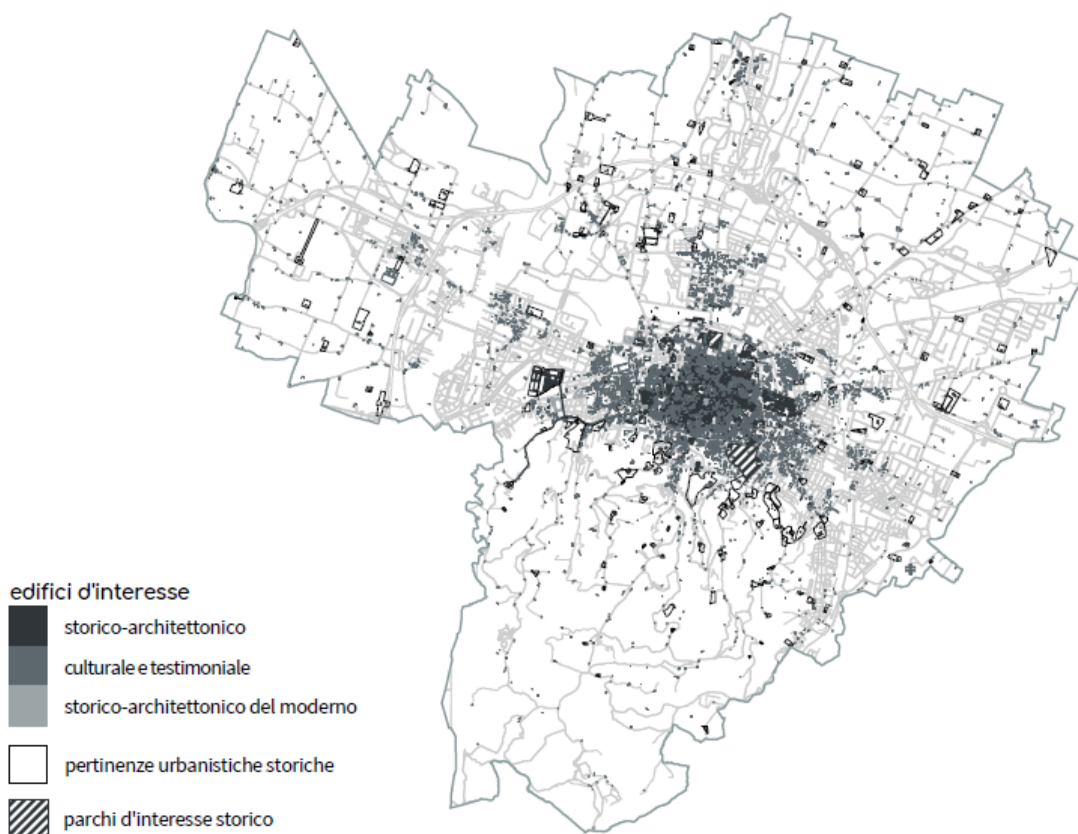 edifici d'interesse
storico-architettonico
culturale e testimoniale
storico-architettonico del moderno
pertinenze urbanistiche storiche
parchi d'interesse storico